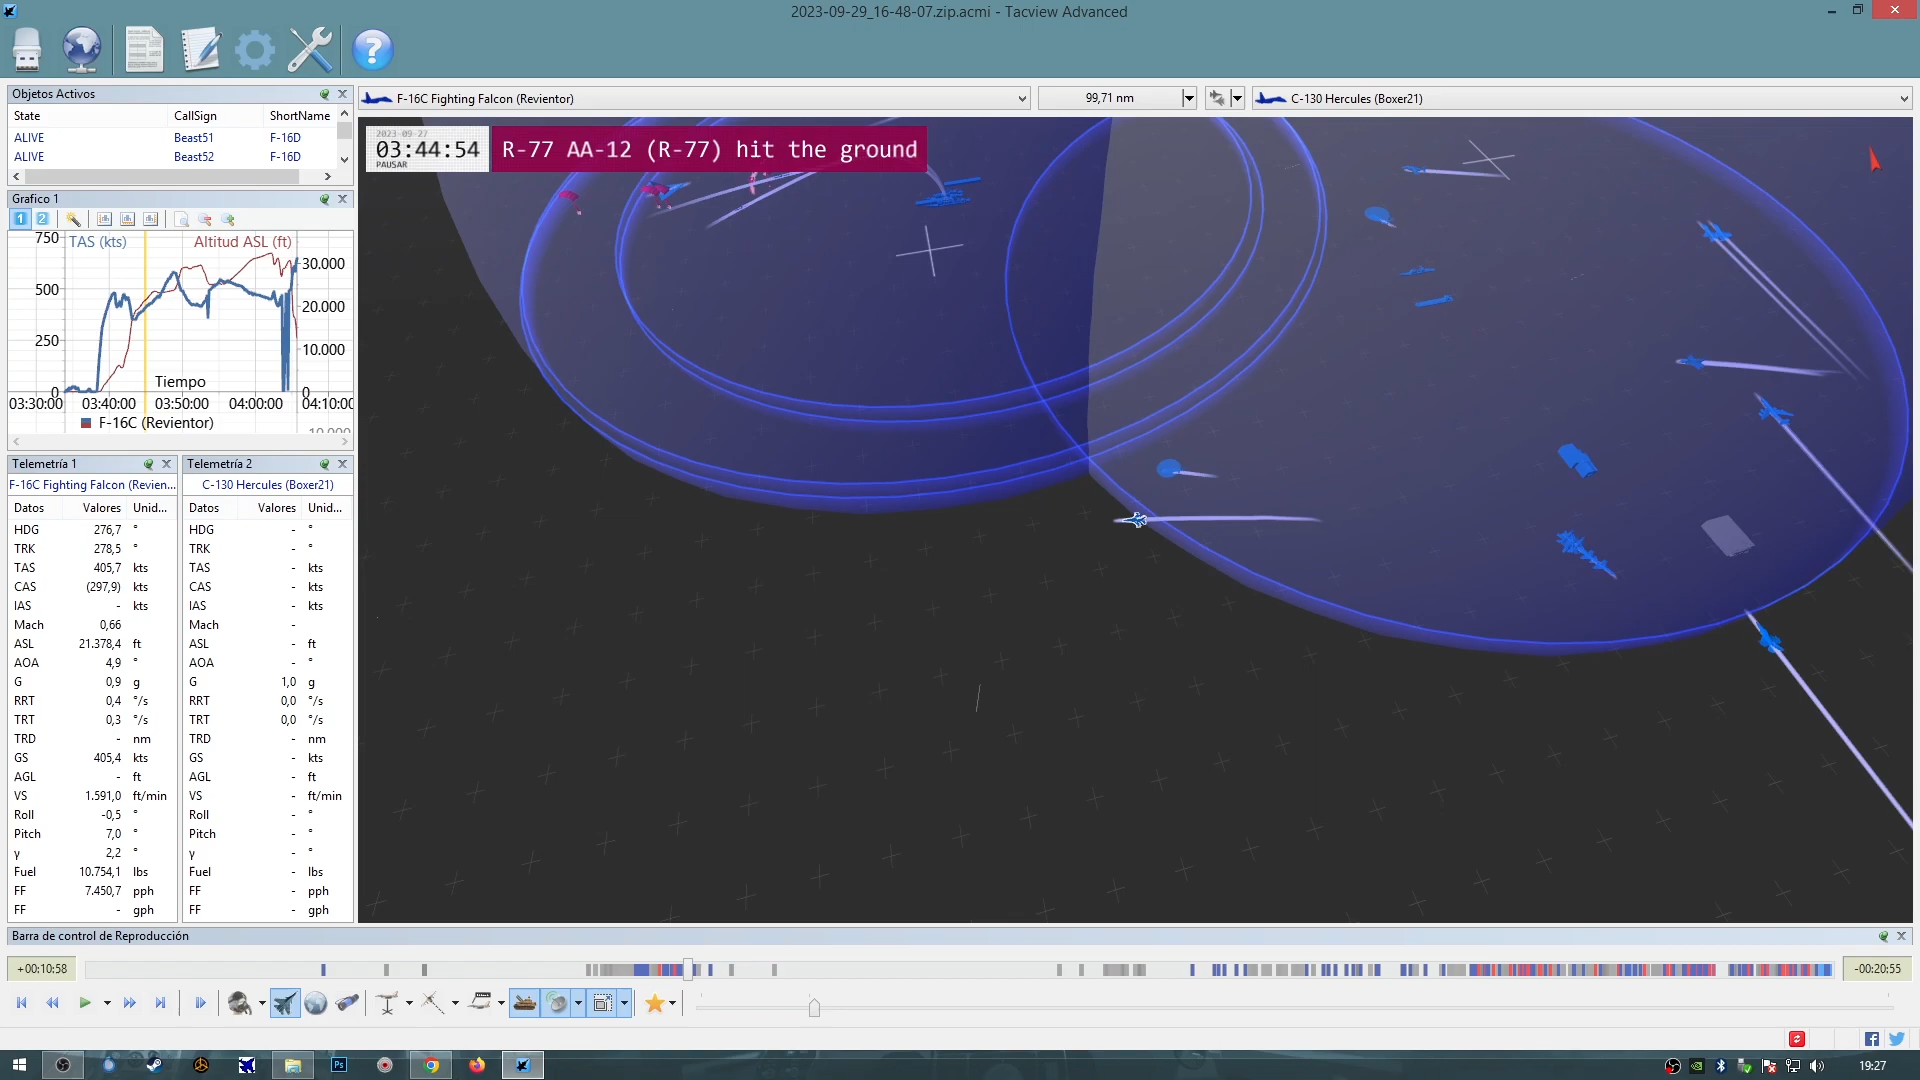 2023-09-29_16-48-07.zip.acmi - Tacview Advanced
Objetos Activos
State CallSign ShortName
ALIVE Beast51 F-16D
ALIVE Beast52 F-16D
F-16C Fighting Falcon (Revientor)
99,71 nm
C-130 Hercules (Boxer21)
2023-09-27
03:44:54
PAUSAR
R-77 AA-12 (R-77) hit the ground
Grafico 1
1 2
TAS (kts) Altitud ASL (ft)
750
500
250
0
30.000
20.000
10.000
0
Tiempo
03:30:00 03:40:00 03:50:00 04:00:00 04:10:00
F-16C (Revientor)
Telemetría 1
F-16C Fighting Falcon (Revien...
Datos Valores Unid...
HDG 276,7 °
TRK 278,5 °
TAS 405,7 kts
CAS (297,9) kts
IAS - kts
Mach 0,66
ASL 21.378,4 ft
AOA 4,9 °
G 0,9 g
RRT 0,4 °/s
TRT 0,3 °/s
TRD - nm
GS 405,4 kts
AGL - ft
VS 1.591,0 ft/min
Roll -0,5 °
Pitch 7,0 °
γ 2,2 °
Fuel 10.754,1 lbs
FF 7.450,7 pph
FF - gph
Telemetría 2
C-130 Hercules (Boxer21)
Datos Valores Unid...
HDG - °
TRK - °
TAS - kts
CAS - kts
IAS - kts
Mach -
ASL - ft
AOA - °
G 1,0 g
RRT 0,0 °/s
TRT 0,0 °/s
TRD - nm
GS - kts
AGL - ft
VS - ft/min
Roll - °
Pitch - °
γ - °
Fuel - lbs
FF - pph
FF - gph
Barra de control de Reproducción
+00:10:58
-00:20:55
Ps
19:27